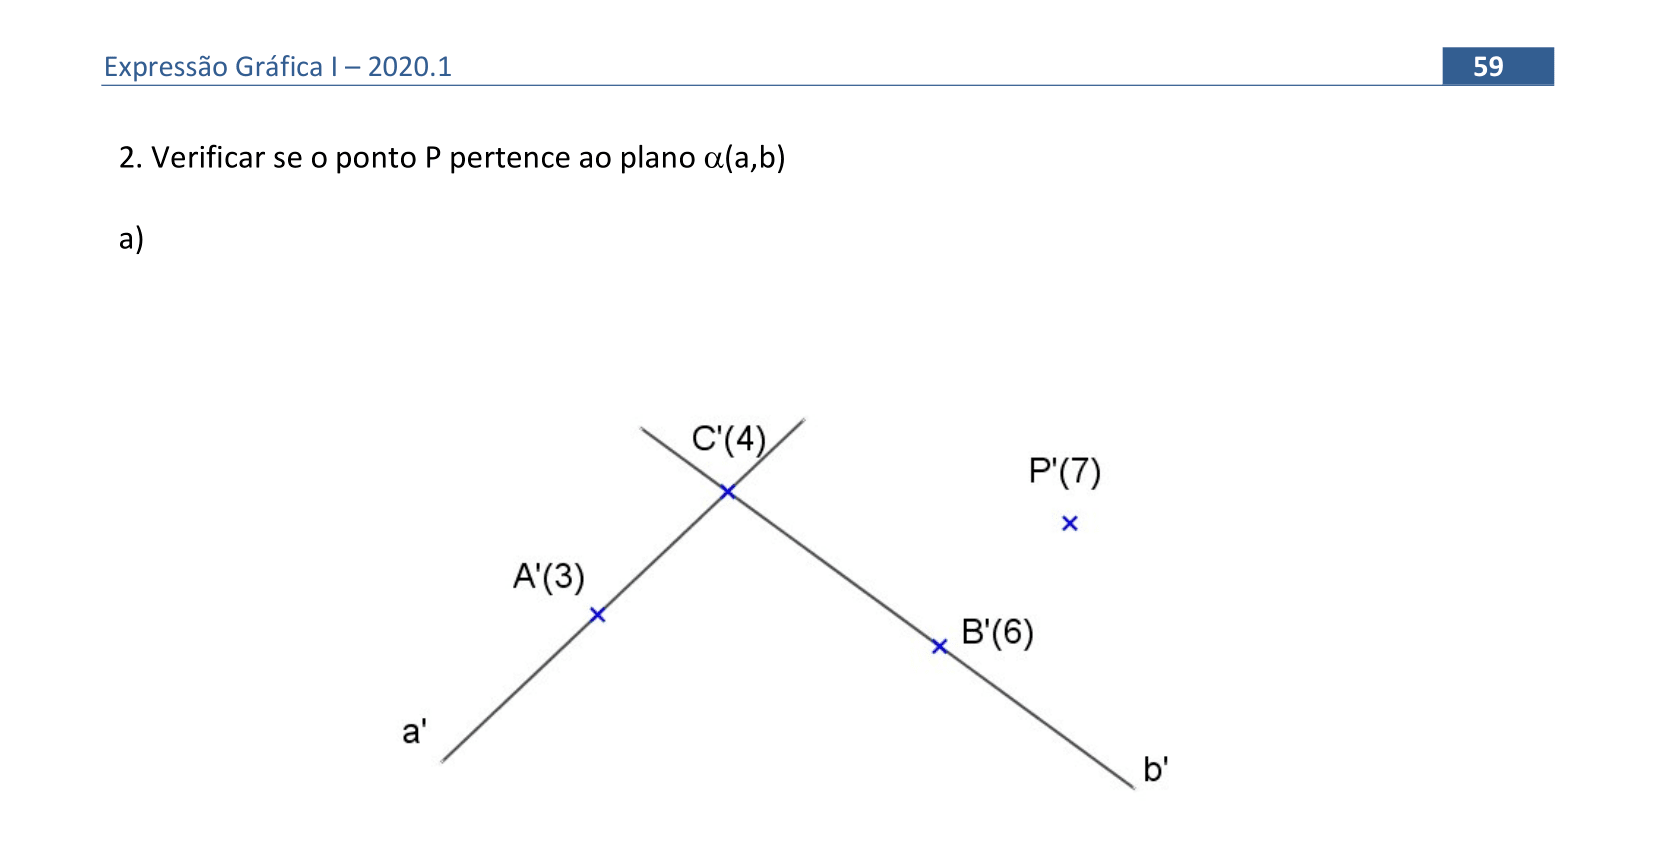 Expressão Gráfica I – 2020.1 59
2. Verificar se o ponto P pertence ao plano α(a,b)
a)
C'(4)
P'(7)
A'(3)
B'(6)
a'
b'